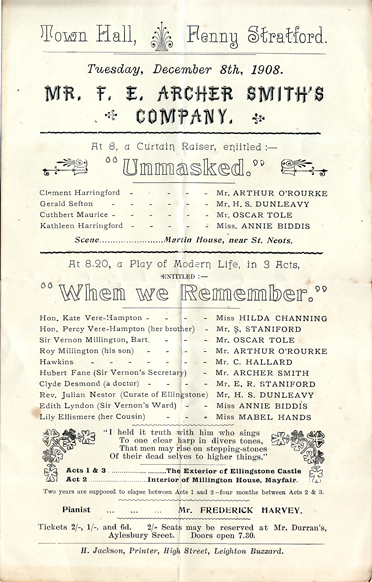 Town Hall, Fenny Stratford.
Tuesday, December 8th, 1908.
MR. F. E. ARCHER SMITH'S
COMPANY.
At 8, a Curtain Raiser, entitled :—
"Unmasked."
Clement Harringford - - - - - Mr. ARTHUR O'ROURKE
Gerald Sefton - - - - - Mr. H. S. DUNLEAVY
Cuthbert Maurice - - - - - Mr. OSCAR TOLE
Kathleen Harringford - - - - - Miss. ANNIE BIDDIS
Scene........................Martin House, near St. Neots.
At 8-20, a Play of Modern Life, in 3 Acts,
ENTITLED :—
"When we Remember."
Hon. Kate Vere-Hampton - - - - - Miss HILDA CHANNING
Hon. Percy Vere-Hampton (her brother) - - Mr. S. STANIFORD
Sir Vernon Millington, Bart. - - - - Mr. OSCAR TOLE
Roy Millington (his son) - - - - Mr. ARTHUR O'ROURKE
Hawkins - - - - - - Mr. C. HALLARD
Hubert Fane (Sir Vernon's Secretary) - - Mr. ARCHER SMITH
Clyde Desmond (a doctor) - - - - Mr. E. R. STANIFORD
Rev. Julian Nestor (Curate of Ellingstone) Mr. H. S. DUNLEAVY
Edith Lyndon (Sir Vernon's Ward) - - Miss ANNIE BIDDIS
Lily Ellismere (her Cousin) - - - Miss MABEL HANDS
"I held it truth with him who sings
To one clear harp in divers tones,
That men may rise on stepping-stones
Of their dead selves to higher things."
Acts 1 & 3 ........................The Exterior of Ellingstone Castle
Act 2 ........................Interior of Millington House, Mayfair.
Two years are supposed to elapse between Acts 1 and 2—four months between Acts 2 & 3.
Pianist ... ... ... Mr. FREDERICK HARVEY.
Tickets 2/-, 1/-. and 6d. 2/- Seats may be reserved at Mr. Durran's,
Aylesbury Sreet. Doors open 7.30.
H. Jackson, Printer, High Street, Leighton Buzzard.